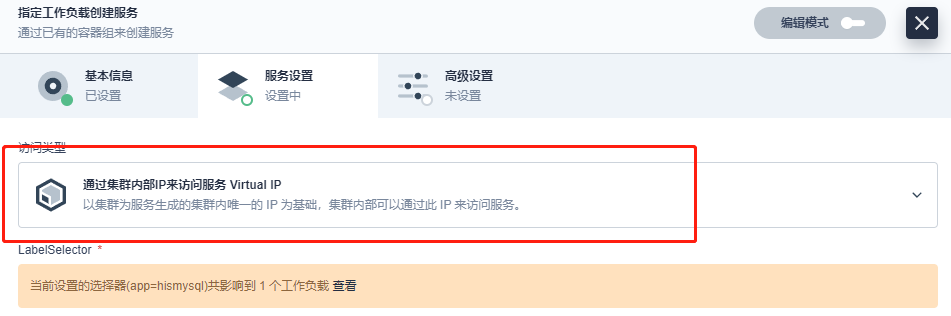 指定工作负载创建服务
通过已有的容器组来创建服务
编辑模式
基本信息
已设置
服务设置
设置中
高级设置
未设置
访问类型
通过集群内部IP来访问服务 Virtual IP
以集群为服务生成的集群内唯一的 IP 为基础，集群内部可以通过此 IP 来访问服务。
LabelSelector *
当前设置的选择器(app=hismysql)共影响到 1 个工作负载 查看